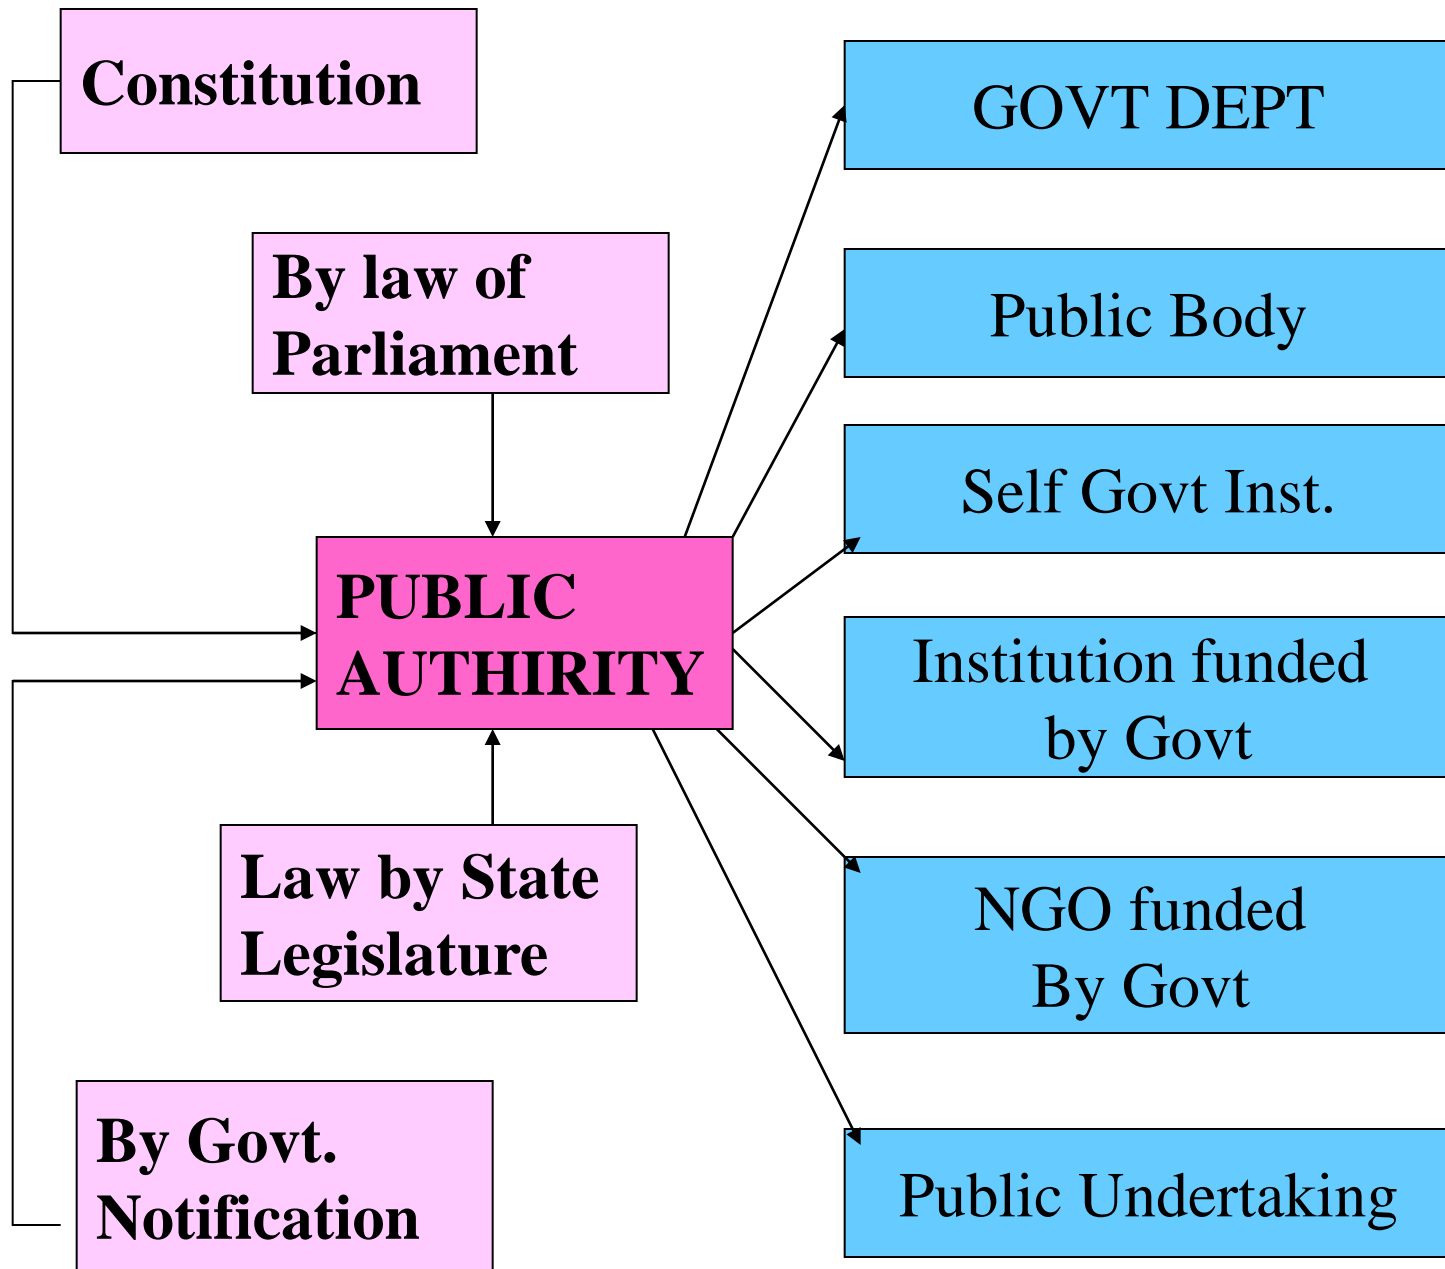 Constitution
By law of
Parliament
PUBLIC
AUTHIRITY
Law by State
Legislature
By Govt.
Notification
GOVT DEPT
Public Body
Self Govt Inst.
Institution funded
by Govt
NGO funded
By Govt
Public Undertaking